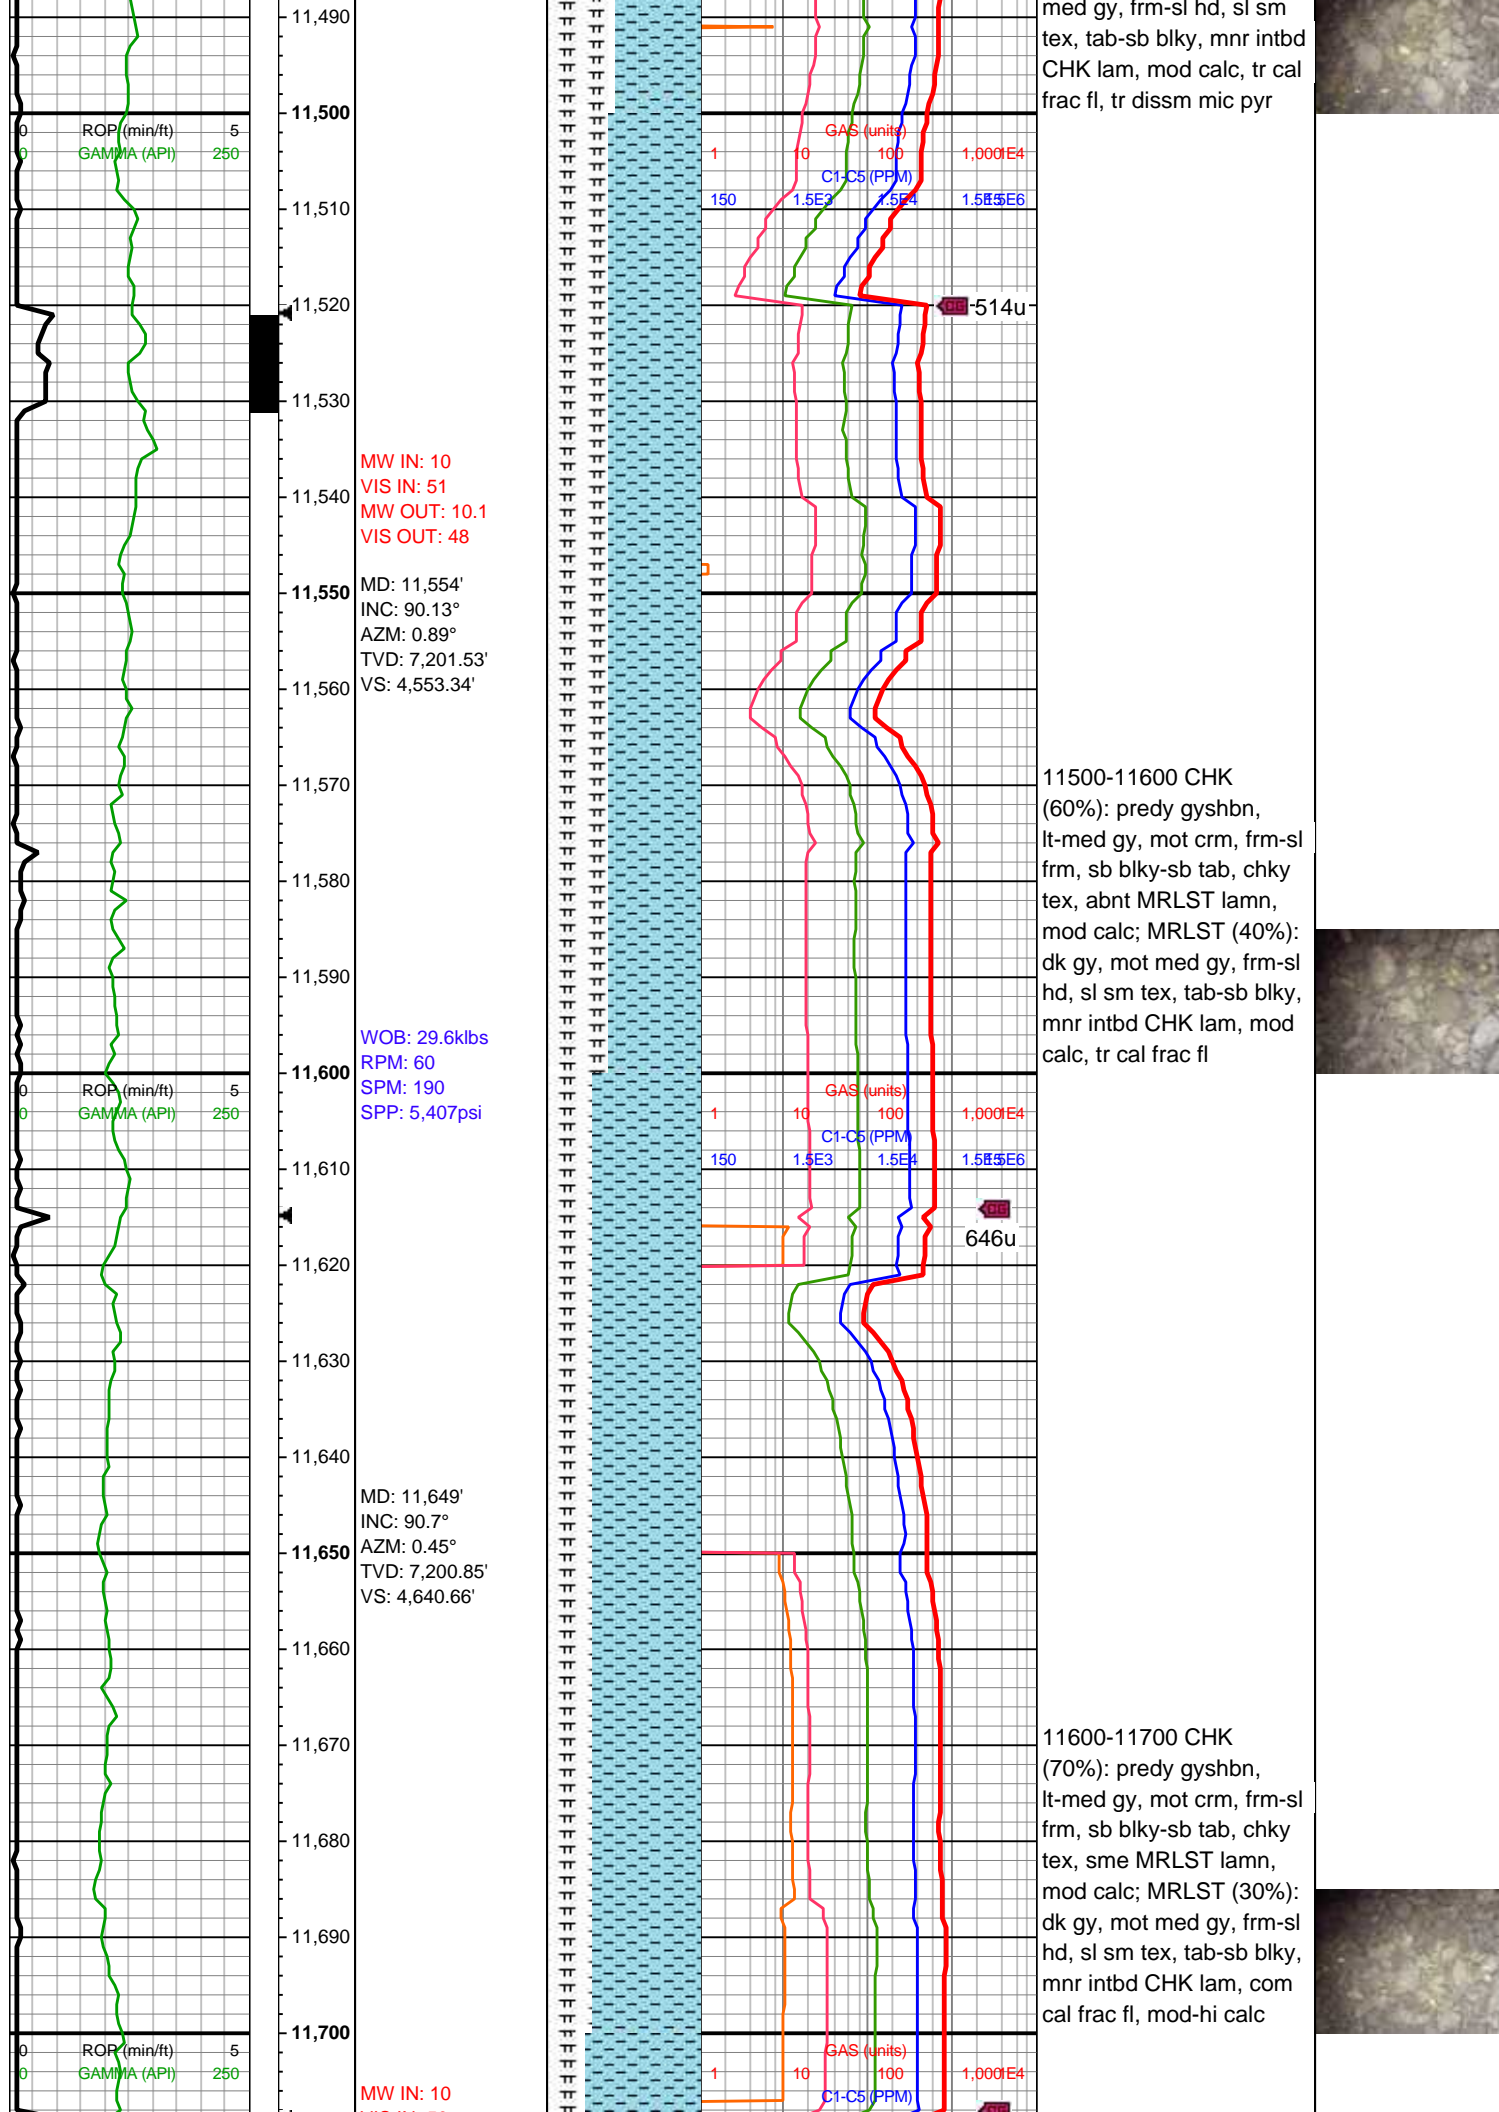 med gy, frm-sl hd, sl sm
tex, tab-sb blky, mnr intbd
CHK lam, mod calc, tr cal
frac fl, tr dissm mic pyr
11,490
11,500
0 ROP (min/ft) 5
0 GAMMA (API) 250
GAS (units)
1 10 100 1,000 1E4
C1-C5 (PPM)
150 1.5E3 1.5E4 1.5E5 1.5E6
11,510
11,520
CG 514u
11,530
MW IN: 10
VIS IN: 51
MW OUT: 10.1
VIS OUT: 48
11,540
11,550
MD: 11,554'
INC: 90.13°
AZM: 0.89°
TVD: 7,201.53'
VS: 4,553.34'
11,560
11,570
11500-11600 CHK
(60%): predy gyshbn,
lt-med gy, mot crm, frm-sl
frm, sb blky-sb tab, chky
tex, abnt MRLST lamn,
mod calc; MRLST (40%):
dk gy, mot med gy, frm-sl
hd, sl sm tex, tab-sb blky,
mnr intbd CHK lam, mod
calc, tr cal frac fl
11,580
11,590
WOB: 29.6klbs
RPM: 60
SPM: 190
SPP: 5,407psi
11,600
0 ROP (min/ft) 5
0 GAMMA (API) 250
GAS (units)
1 10 100 1,000 1E4
C1-C5 (PPM)
150 1.5E3 1.5E4 1.5E5 1.5E6
11,610
CG
646u
11,620
11,630
11,640
MD: 11,649'
INC: 90.7°
AZM: 0.45°
TVD: 7,200.85'
VS: 4,640.66'
11,650
11,660
11,670
11600-11700 CHK
(70%): predy gyshbn,
lt-med gy, mot crm, frm-sl
frm, sb blky-sb tab, chky
tex, sme MRLST lamn,
mod calc; MRLST (30%):
dk gy, mot med gy, frm-sl
hd, sl sm tex, tab-sb blky,
mnr intbd CHK lam, com
cal frac fl, mod-hi calc
11,680
11,690
11,700
0 ROP (min/ft) 5
0 GAMMA (API) 250
GAS (units)
1 10 100 1,000 1E4
C1-C5 (PPM)
MW IN: 10